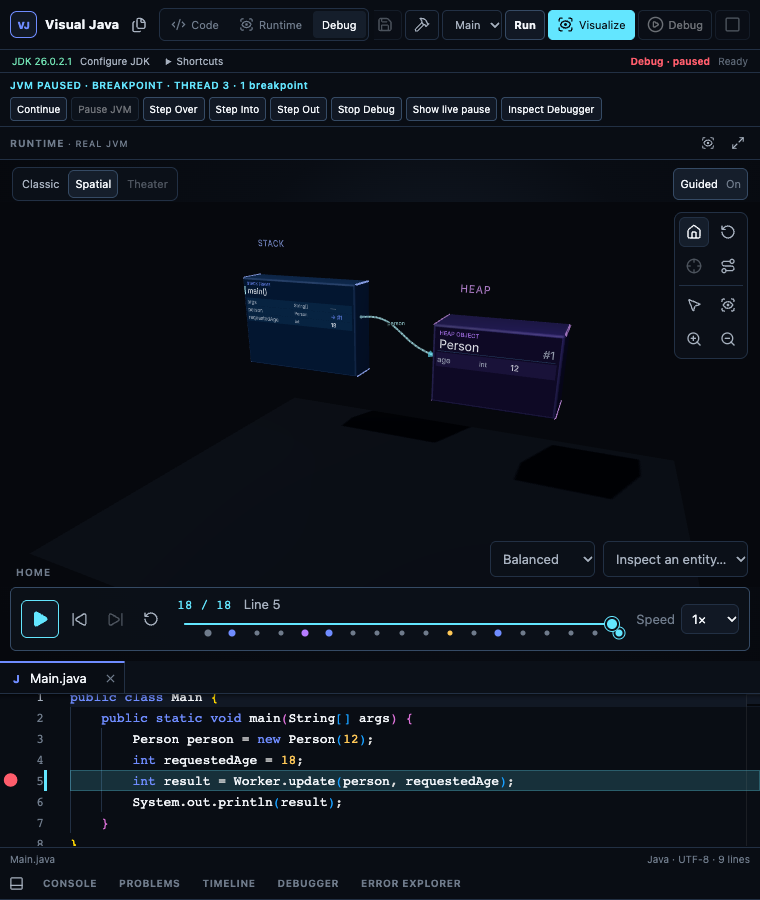 VJ Visual Java Code Runtime Debug Main Run Visualize Debug
JDK 26.0.2.1 Configure JDK Shortcuts Debug · paused Ready
JVM PAUSED · BREAKPOINT · THREAD 3 · 1 breakpoint
Continue Pause JVM Step Over Step Into Step Out Stop Debug Show live pause Inspect Debugger
RUNTIME · REAL JVM
Classic Spatial Theater Guided On
STACK
HEAP
main()
args String[]
person Person → #1
requestedAge int 18
person
HEAP OBJECT
Person #1
age int 12
Balanced Inspect an entity...
HOME
18 / 18 Line 5
Speed 1×
J Main.java
1 public class Main {
2 public static void main(String[] args) {
3 Person person = new Person(12);
4 int requestedAge = 18;
5 int result = Worker.update(person, requestedAge);
6 System.out.println(result);
7 }
8 }
Main.java Java · UTF-8 · 9 lines
CONSOLE PROBLEMS TIMELINE DEBUGGER ERROR EXPLORER